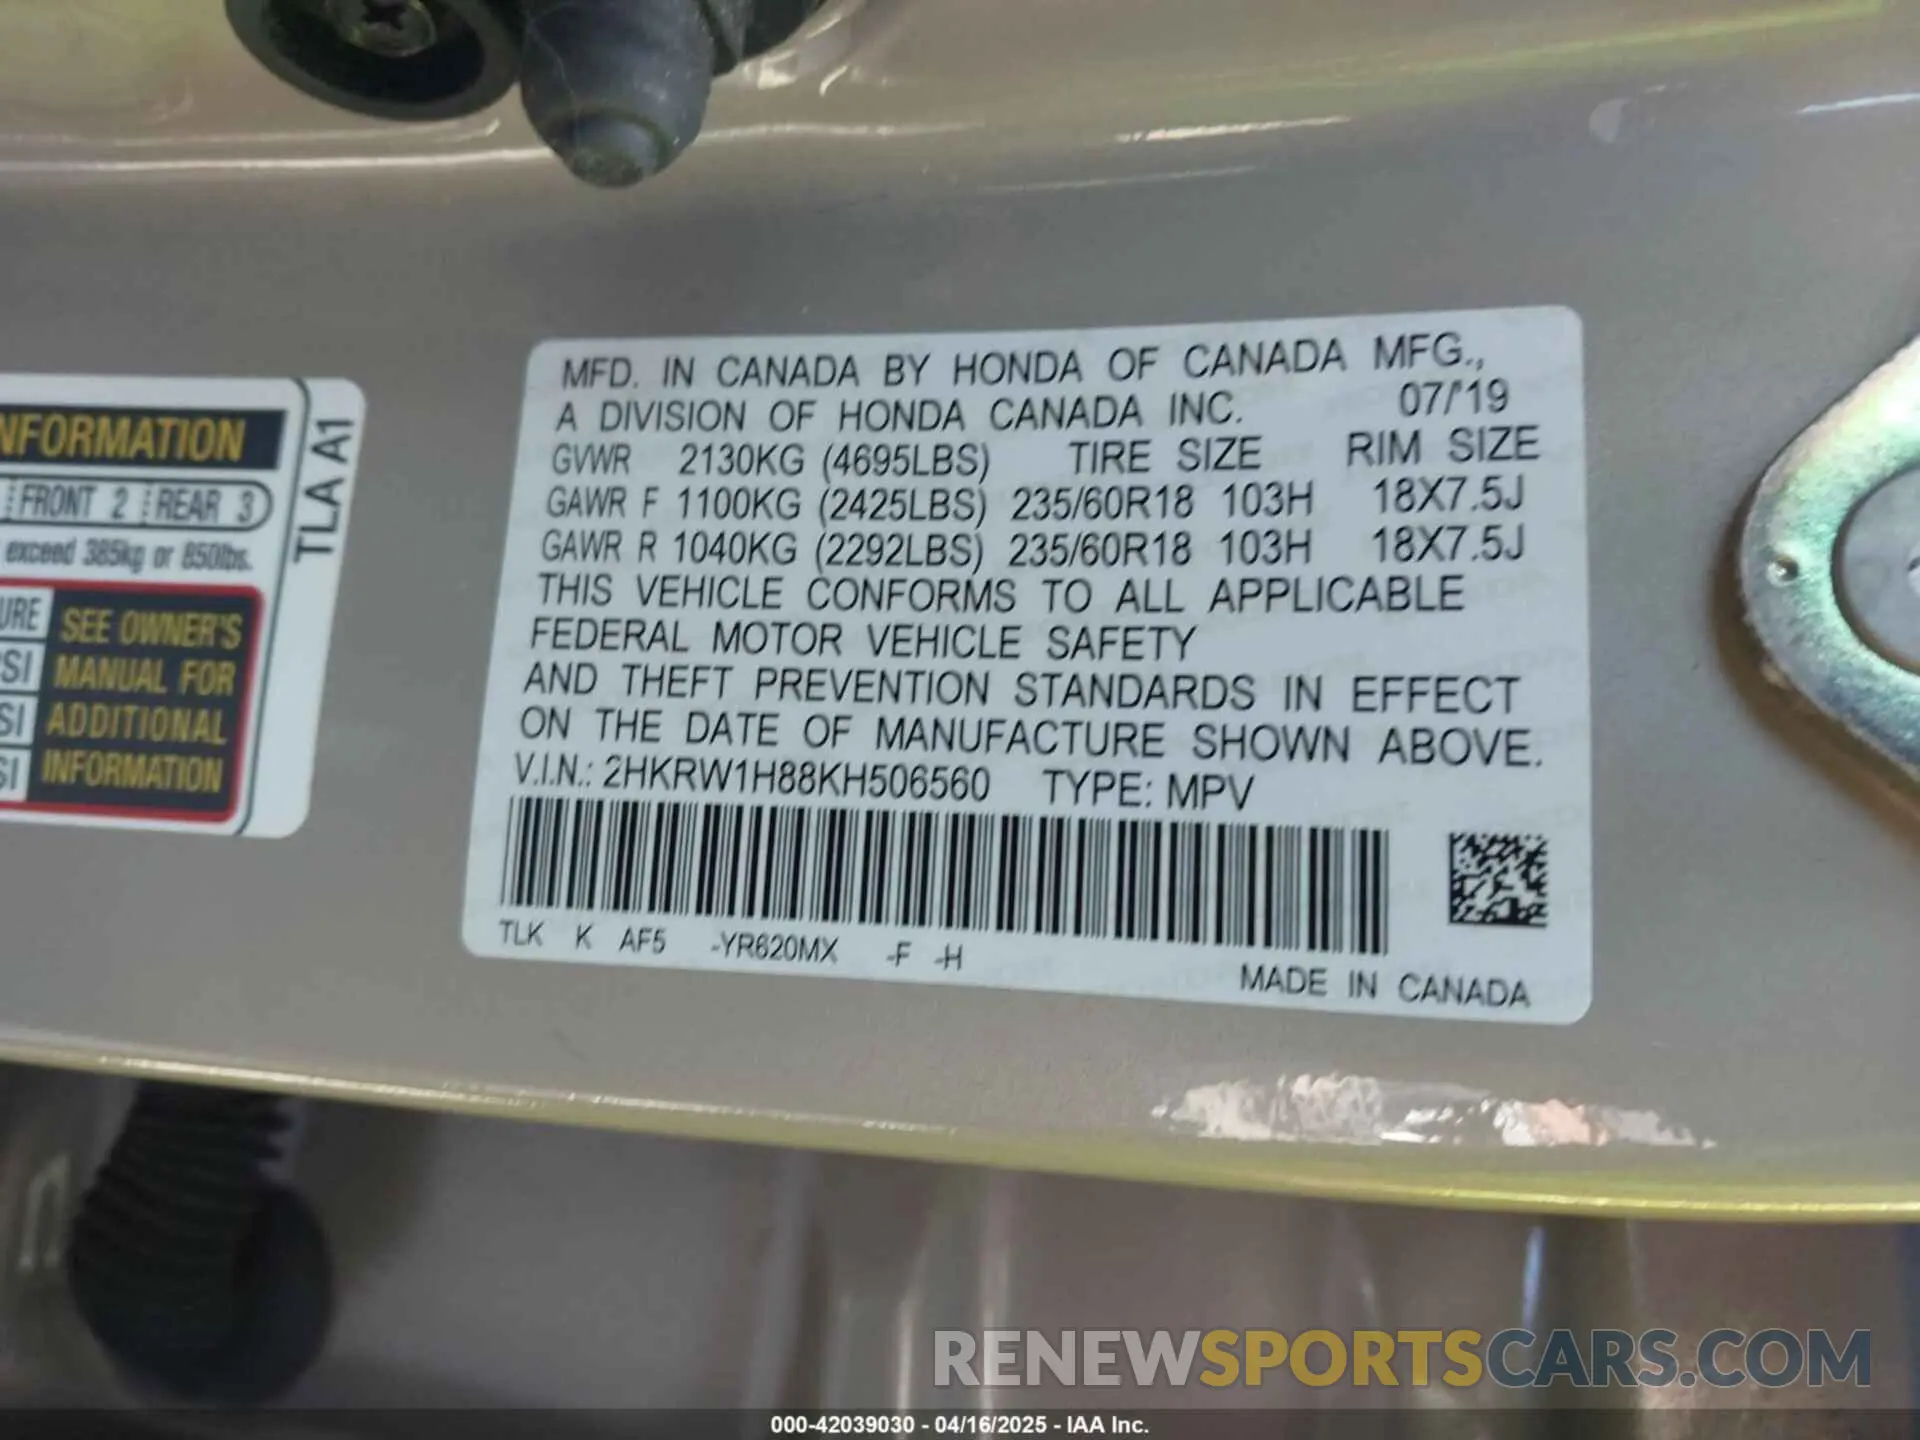 NFORMATION
FRONT 2 REAR 3
exceed 385kg or 850lbs.
URE
SI
SI
SI
SEE OWNER'S
MANUAL FOR
ADDITIONAL
INFORMATION
TLA A1
MFD. IN CANADA BY HONDA OF CANADA MFG.,
A DIVISION OF HONDA CANADA INC. 07/'19
GVWR 2130KG (4695LBS) TIRE SIZE RIM SIZE
GAWR F 1100KG (2425LBS) 235/60R18 103H 18X7.5J
GAWR R 1040KG (2292LBS) 235/60R18 103H 18X7.5J
THIS VEHICLE CONFORMS TO ALL APPLICABLE
FEDERAL MOTOR VEHICLE SAFETY
AND THEFT PREVENTION STANDARDS IN EFFECT
ON THE DATE OF MANUFACTURE SHOWN ABOVE.
V.I.N.: 2HKRW1H88KH506560 TYPE: MPV
TLK K AF5 -YR620MX -F -H
MADE IN CANADA
RENEWSPORTSCARS.COM
000-42039030 - 04/16/2025 - IAA Inc.